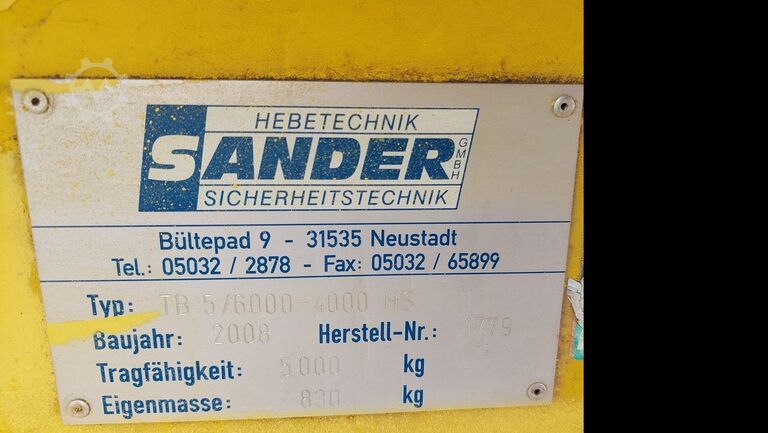 HEBETECHNIK
SANDER GMBH
SICHERHEITSTECHNIK
Bültepad 9 - 31535 Neustadt
Tel.: 05032 / 2878 - Fax: 05032 / 65899
Typ: TB 5/6000-4000 HS
Baujahr: 2008 Herstell-Nr.: 1779
Tragfähigkeit: 5000 kg
Eigenmasse: 830 kg